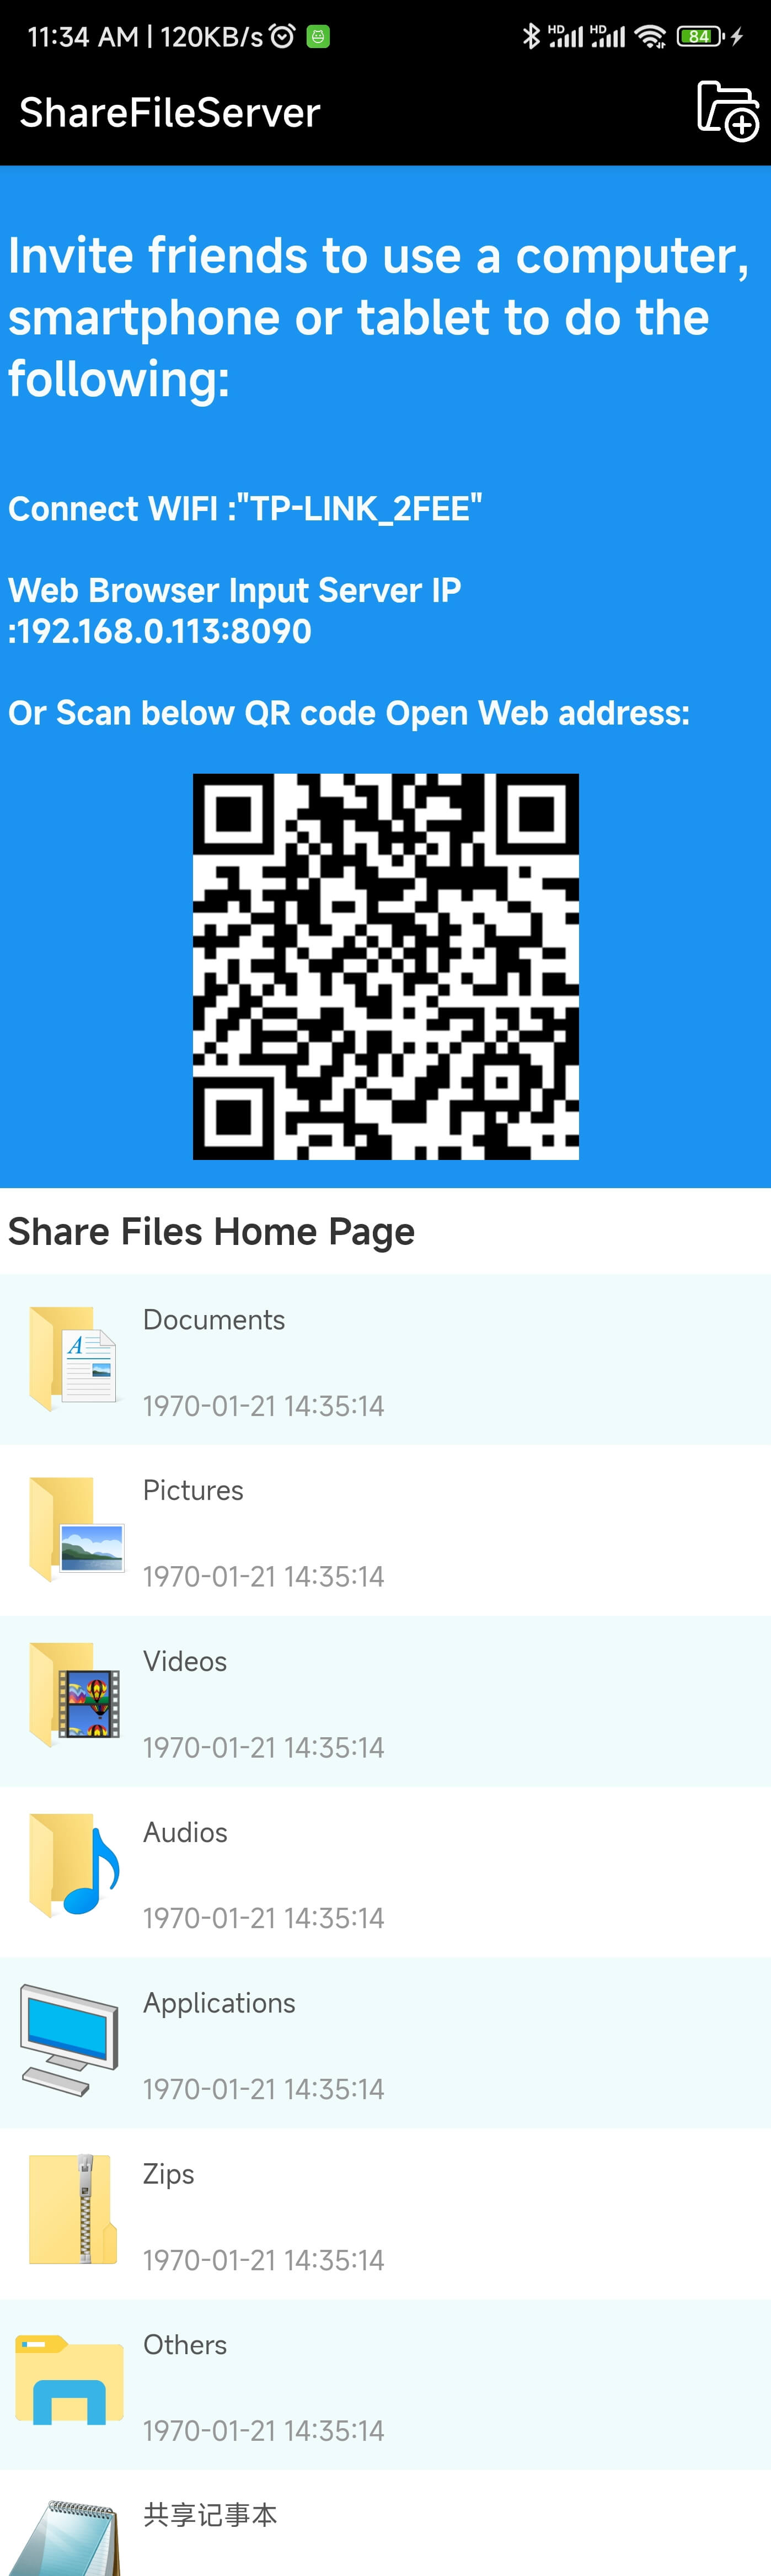 11:34 AM | 120KB/s
HD HD 84
ShareFileServer
Invite friends to use a computer,
smartphone or tablet to do the
following:
Connect WIFI :"TP-LINK_2FEE"
Web Browser Input Server IP
:192.168.0.113:8090
Or Scan below QR code Open Web address:
Share Files Home Page
Documents
1970-01-21 14:35:14
Pictures
1970-01-21 14:35:14
Videos
1970-01-21 14:35:14
Audios
1970-01-21 14:35:14
Applications
1970-01-21 14:35:14
Zips
1970-01-21 14:35:14
Others
1970-01-21 14:35:14
共享记事本